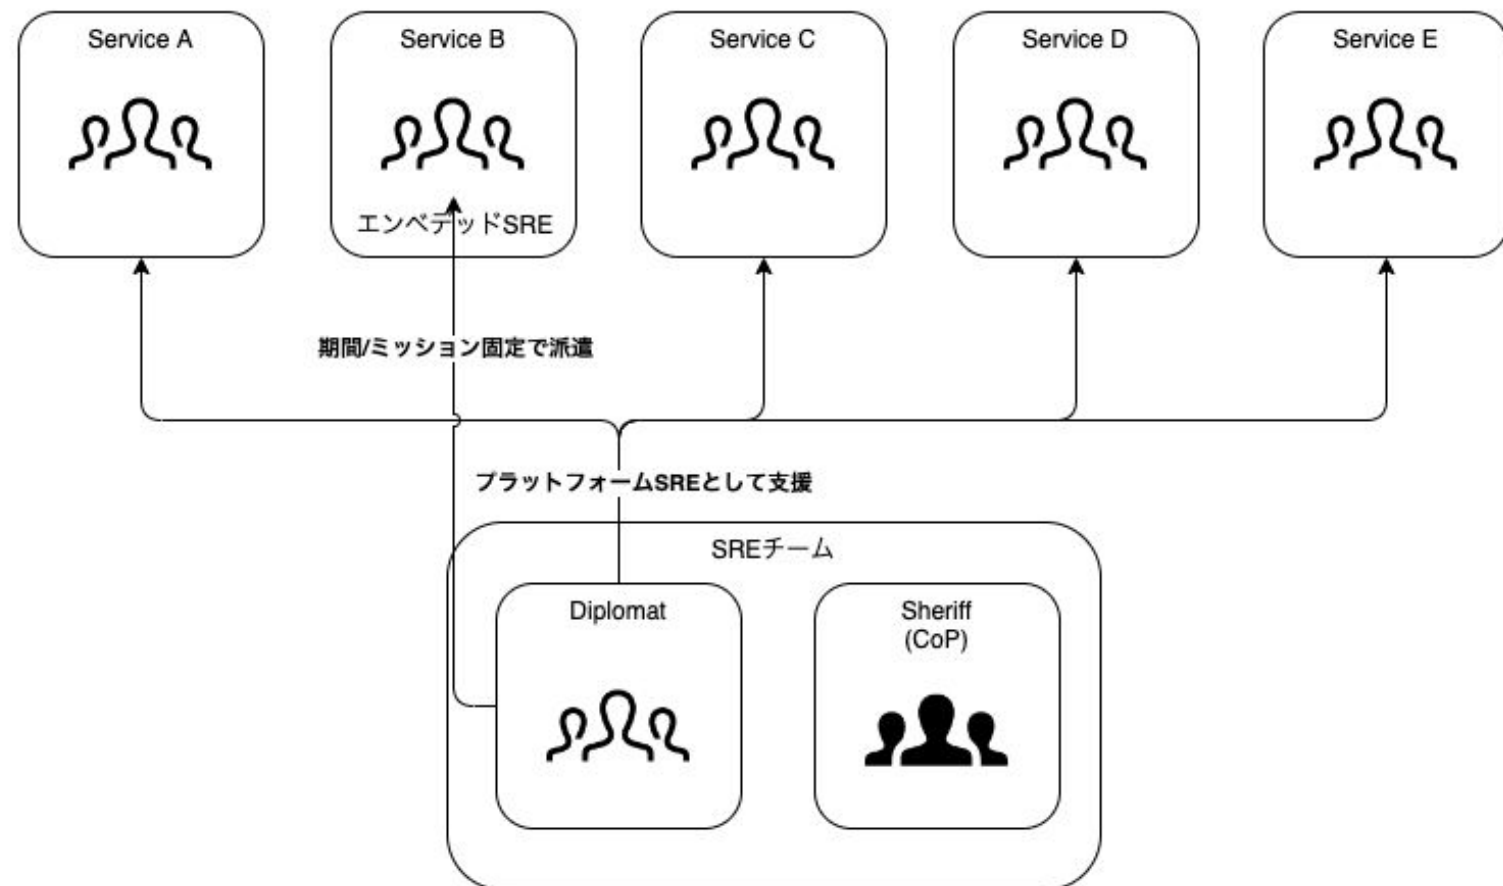 Service A
Service B
Service C
Service D
Service E
エンベデッドSRE
期間/ミッション固定で派遣
プラットフォームSREとして支援
SREチーム
Diplomat
Sheriff
(CoP)